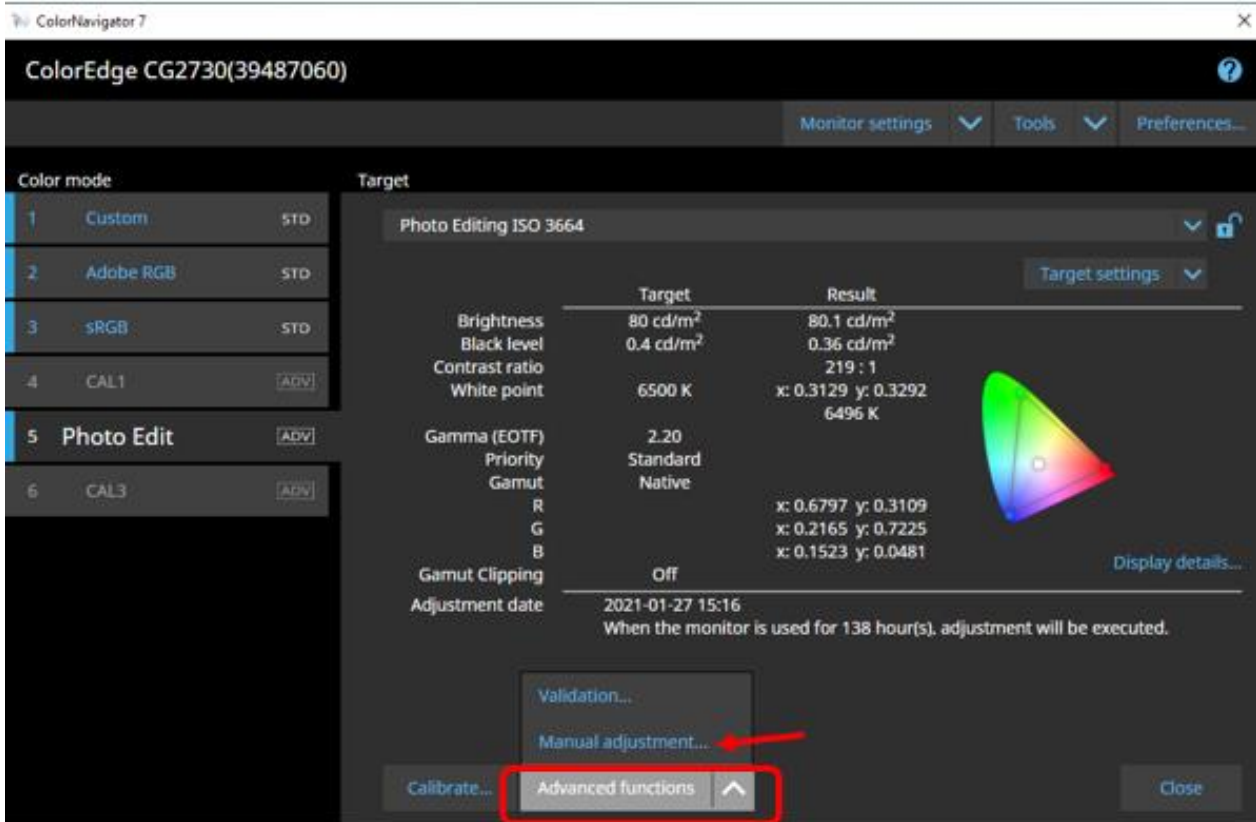 ColorNavigator 7
ColorEdge CG2730(39487060)
Monitor settings Tools Preferences...
Color mode
1 Custom STD
2 Adobe RGB STD
3 sRGB STD
4 CAL1 ADV
5 Photo Edit ADV
6 CAL3 ADV
Target
Photo Editing ISO 3664
Target settings
Target Result
Brightness 80 cd/m² 80.1 cd/m²
Black level 0.4 cd/m² 0.36 cd/m²
Contrast ratio 219 : 1
White point 6500 K x: 0.3129 y: 0.3292
6496 K
Gamma (EOTF) 2.20
Priority Standard
Gamut Native
R x: 0.6797 y: 0.3109
G x: 0.2165 y: 0.7225
B x: 0.1523 y: 0.0481
Display details...
Gamut Clipping Off
Adjustment date 2021-01-27 15:16
When the monitor is used for 138 hour(s), adjustment will be executed.
Validation...
Manual adjustment...
Calibrate... Advanced functions Close